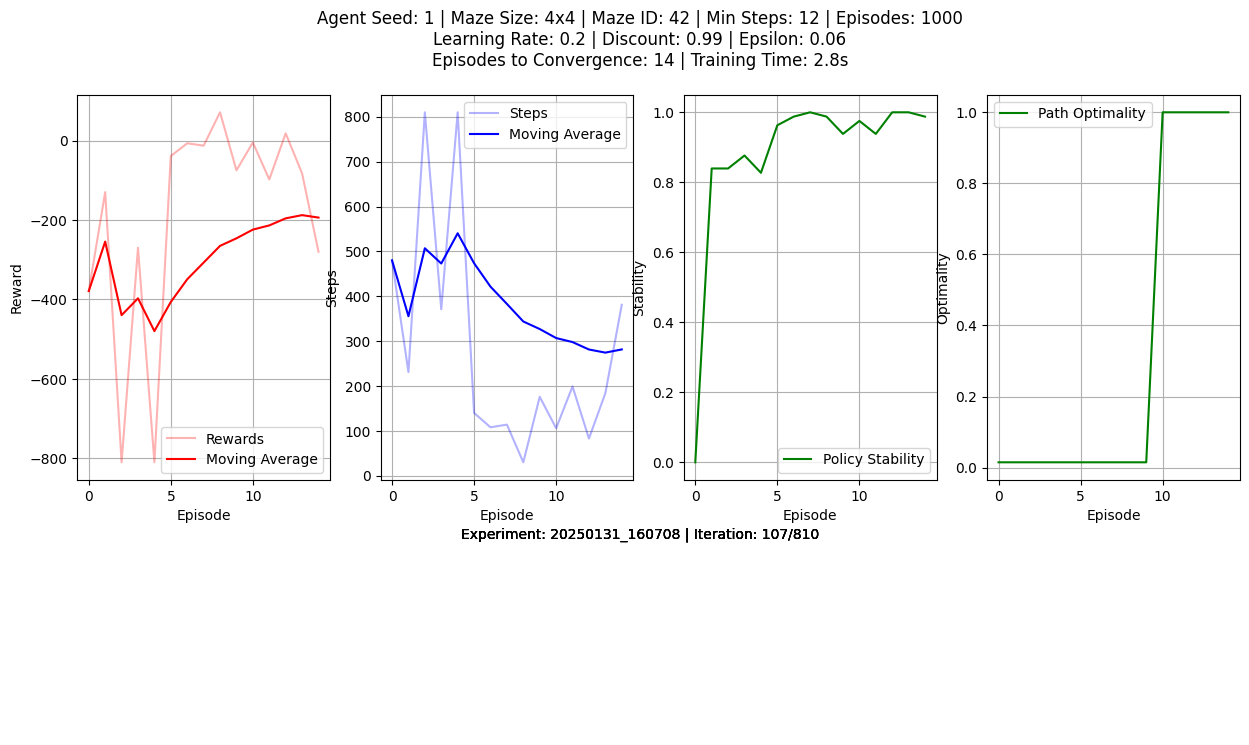 Agent Seed: 1 | Maze Size: 4x4 | Maze ID: 42 | Min Steps: 12 | Episodes: 1000
Learning Rate: 0.2 | Discount: 0.99 | Epsilon: 0.06
Episodes to Convergence: 14 | Training Time: 2.8s
Reward
0
−200
−400
−600
−800
Rewards
Moving Average
0
5
10
Episode
Steps
800
700
600
500
400
300
200
100
0
Steps
Moving Average
0
5
10
Episode
Stability
1.0
0.8
0.6
0.4
0.2
0.0
Policy Stability
0
5
10
Episode
Optimality
1.0
0.8
0.6
0.4
0.2
0.0
Path Optimality
0
5
10
Episode
Experiment: 20250131_160708 | Iteration: 107/810